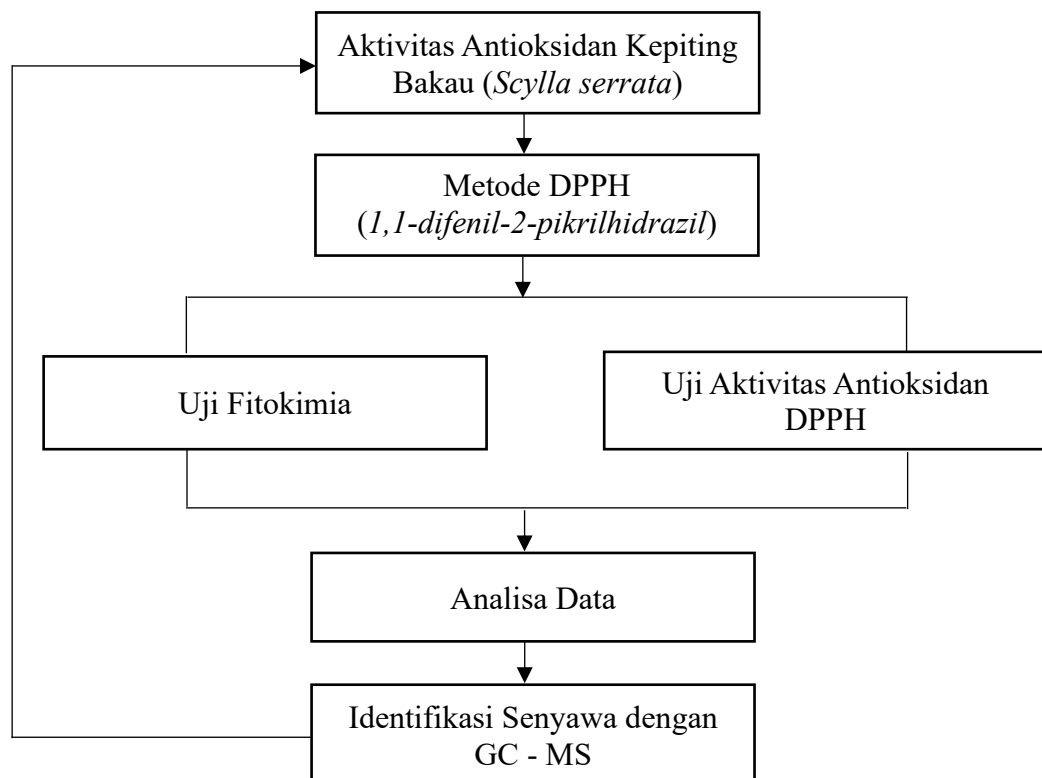 Aktivitas Antioksidan Kepiting
Bakau (Scylla serrata)
Metode DPPH
(1,1-difenil-2-pikrilhidrazil)
Uji Fitokimia
Uji Aktivitas Antioksidan
DPPH
Analisa Data
Identifikasi Senyawa dengan
GC - MS